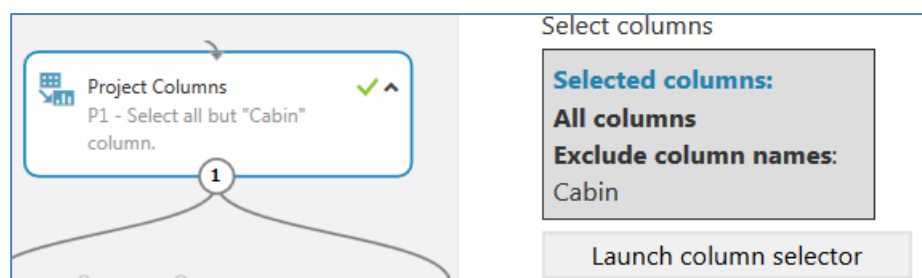 Project Columns
P1 - Select all but "Cabin"
column.
1
Select columns
Selected columns:
All columns
Exclude column names:
Cabin
Launch column selector